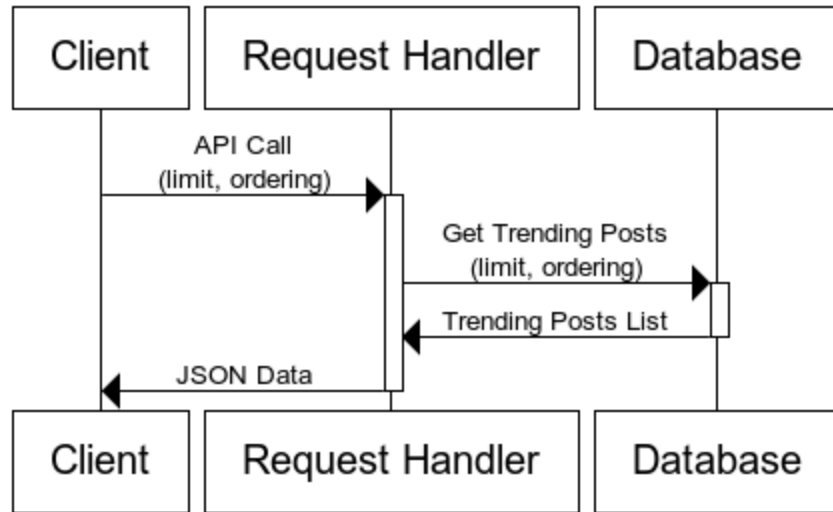 Client
Request Handler
Database
API Call
(limit, ordering)
Get Trending Posts
(limit, ordering)
Trending Posts List
JSON Data
Client
Request Handler
Database